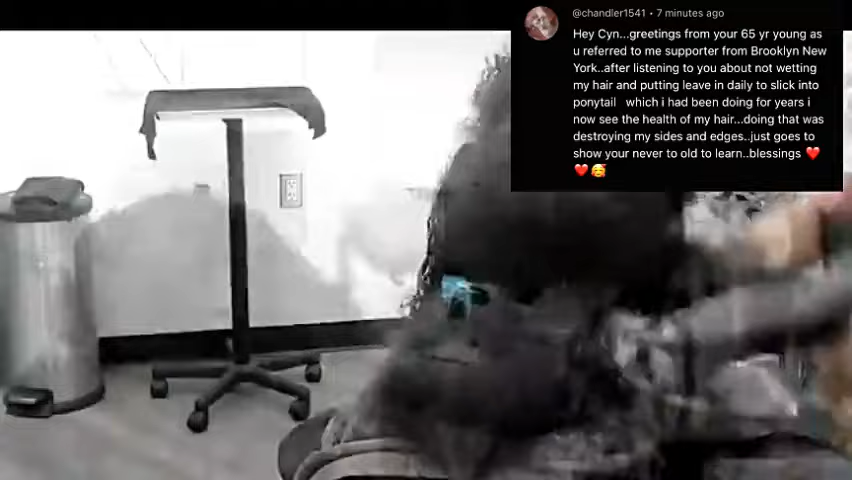 @chandler1541 • 7 minutes ago
Hey Cyn...greetings from your 65 yr young as
u referred to me supporter from Brooklyn New
York..after listening to you about not wetting
my hair and putting leave in daily to slick into
ponytail which i had been doing for years i
now see the health of my hair...doing that was
destroying my sides and edges..just goes to
show your never to old to learn..blessings ❤️
❤️🥰